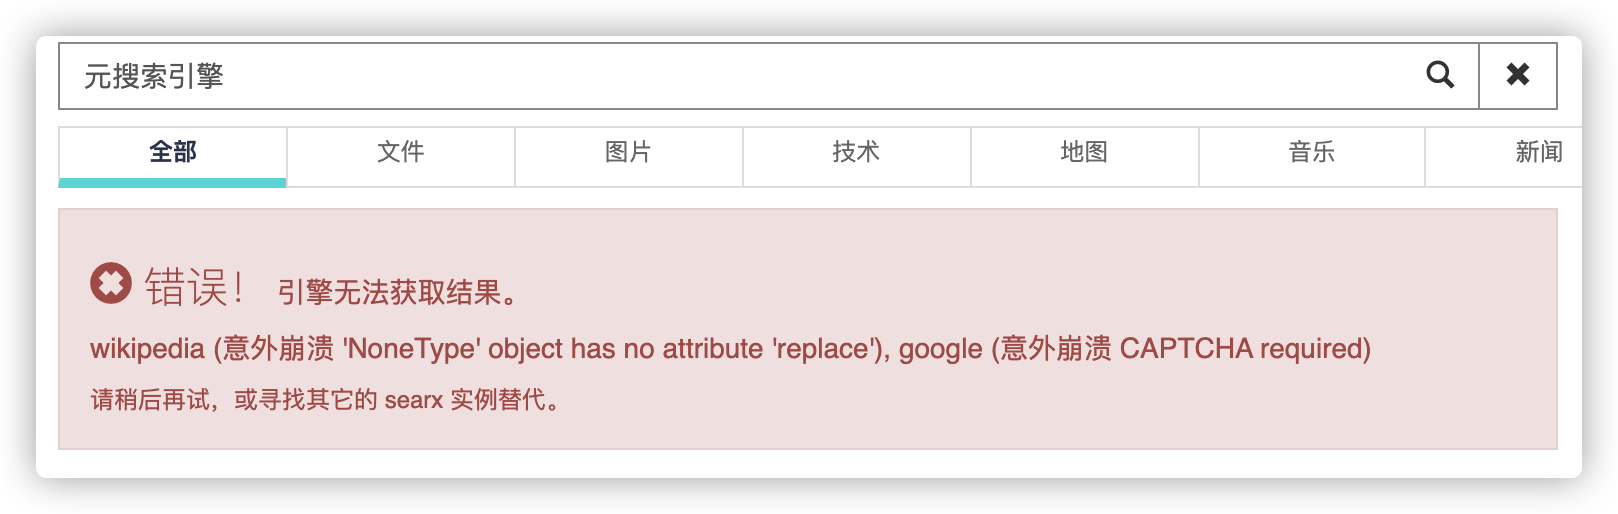 元搜索引擎
全部 文件 图片 技术 地图 音乐 新闻
错误！ 引擎无法获取结果。
wikipedia (意外崩溃 'NoneType' object has no attribute 'replace'), google (意外崩溃 CAPTCHA required)
请稍后再试，或寻找其它的 searx 实例替代。